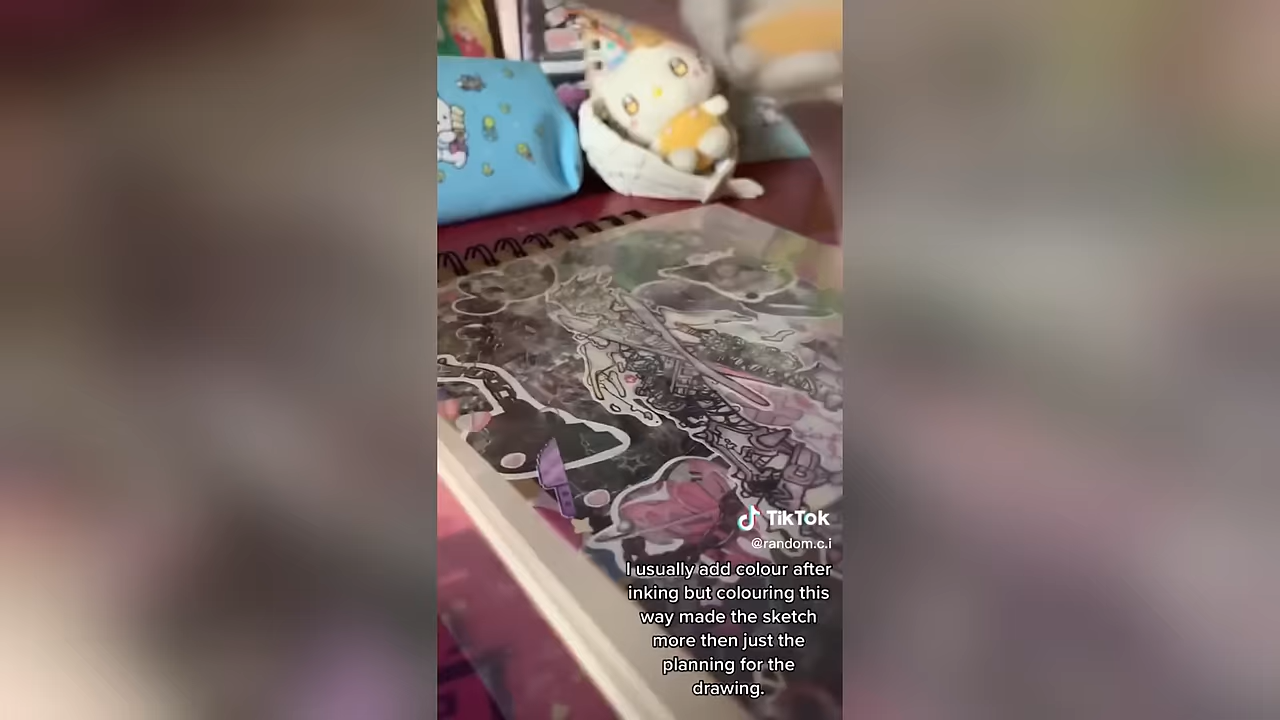 TikTok
@random.c.i
I usually add colour after
inking but colouring this
way made the sketch
more then just the
planning for the
drawing.